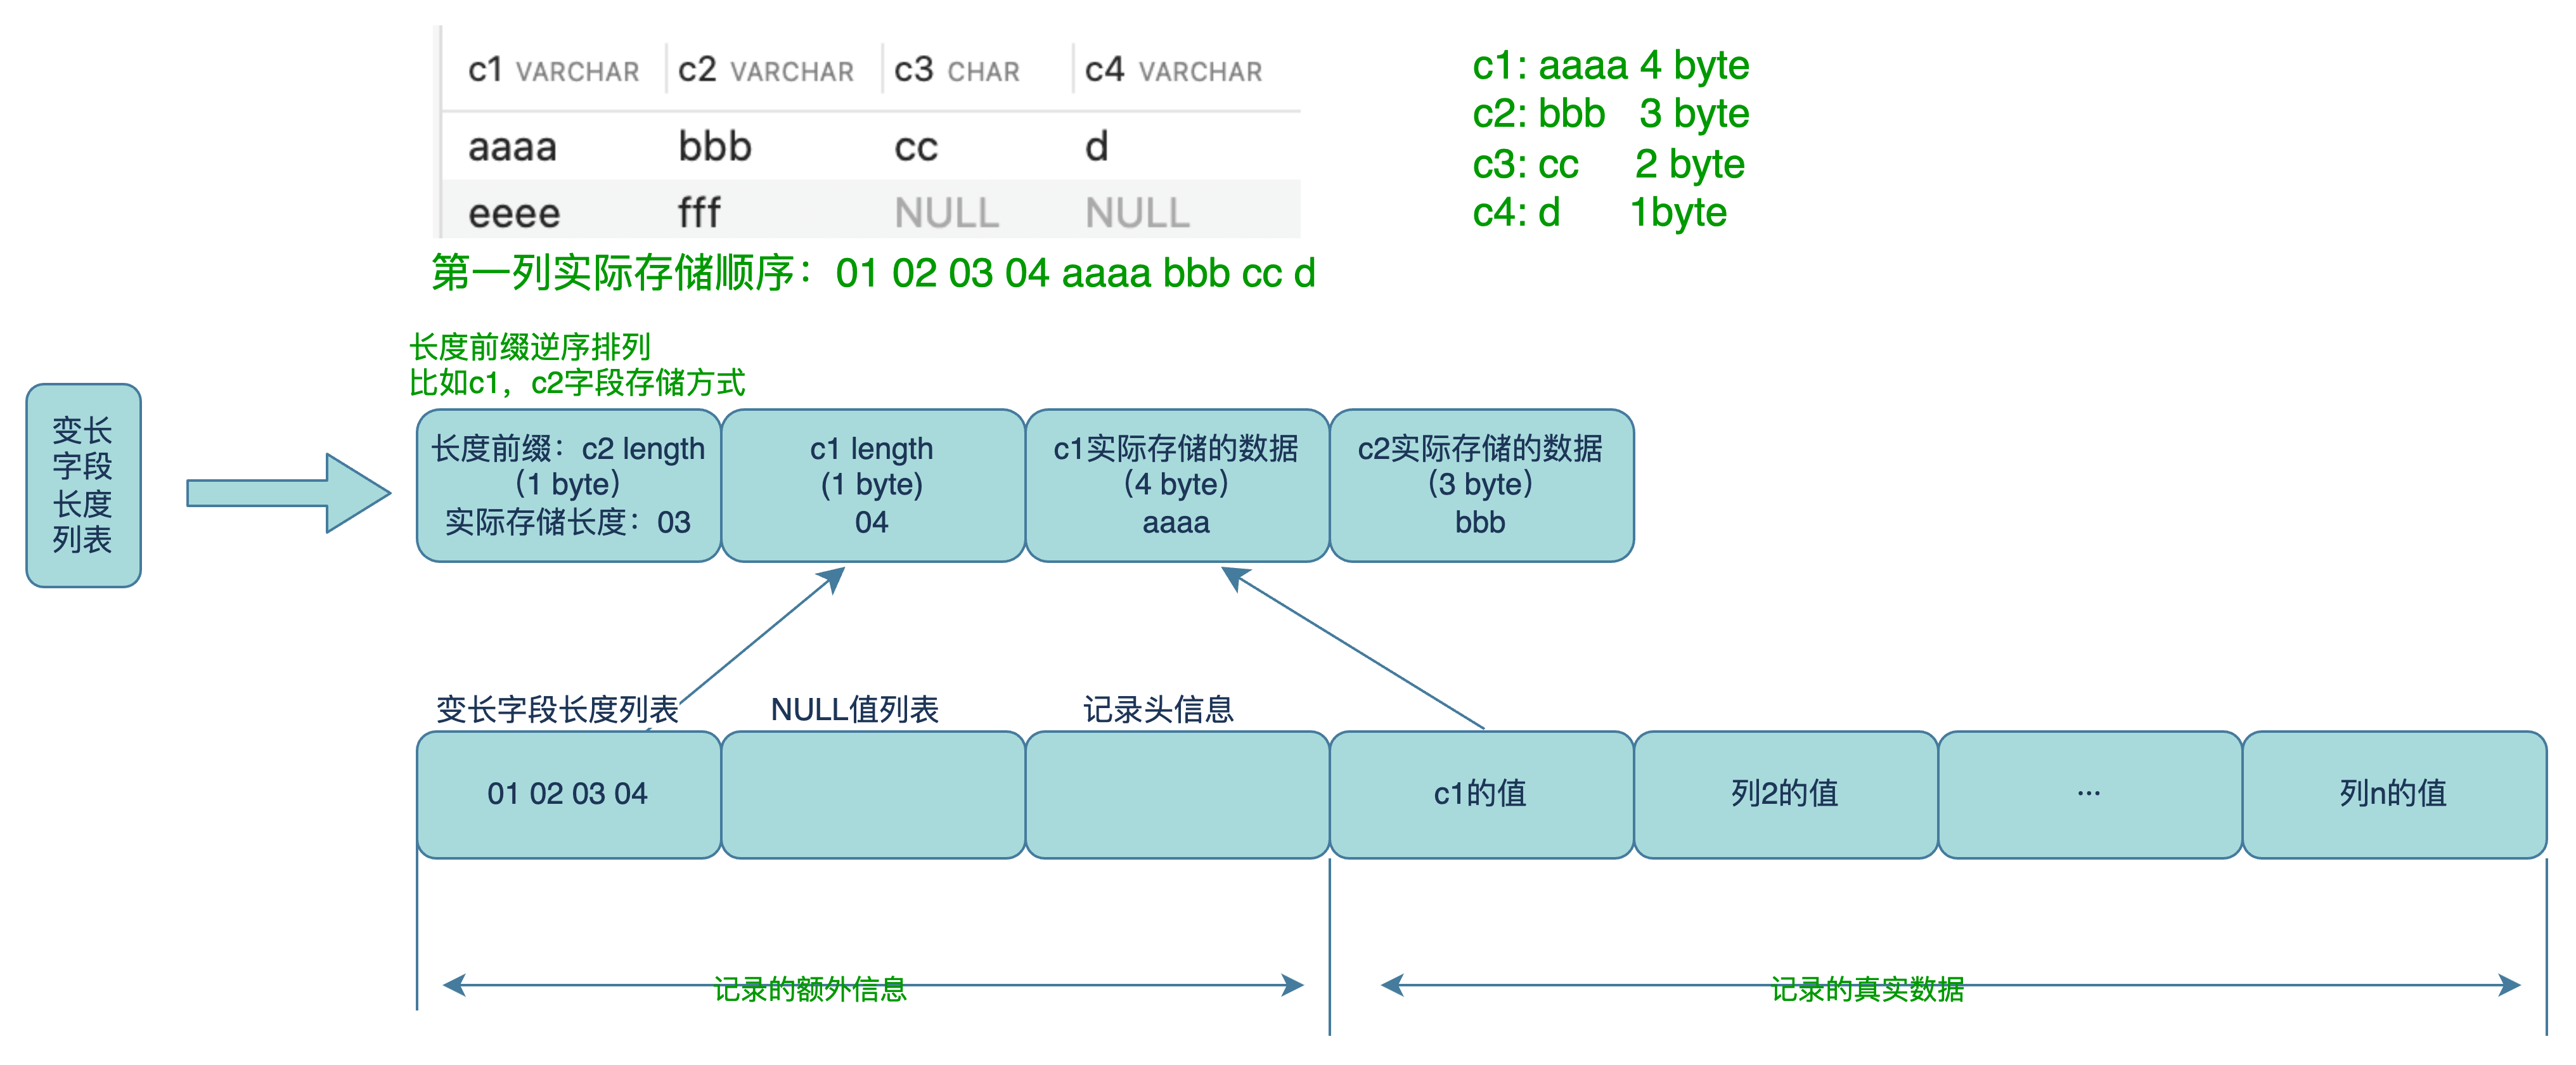 c1 VARCHAR c2 VARCHAR c3 CHAR c4 VARCHAR
aaaa bbb cc d
eeee fff NULL NULL
c1: aaaa 4 byte
c2: bbb 3 byte
c3: cc 2 byte
c4: d 1byte
第一列实际存储顺序：01 02 03 04 aaaa bbb cc d
长度前缀逆序排列
比如c1，c2字段存储方式
变长
字段
长度
列表
长度前缀：c2 length
（1 byte）
实际存储长度：03
c1 length
(1 byte)
04
c1实际存储的数据
（4 byte）
aaaa
c2实际存储的数据
（3 byte）
bbb
变长字段长度列表
NULL值列表
记录头信息
01 02 03 04
c1的值
列2的值
...
列n的值
记录的额外信息
记录的真实数据